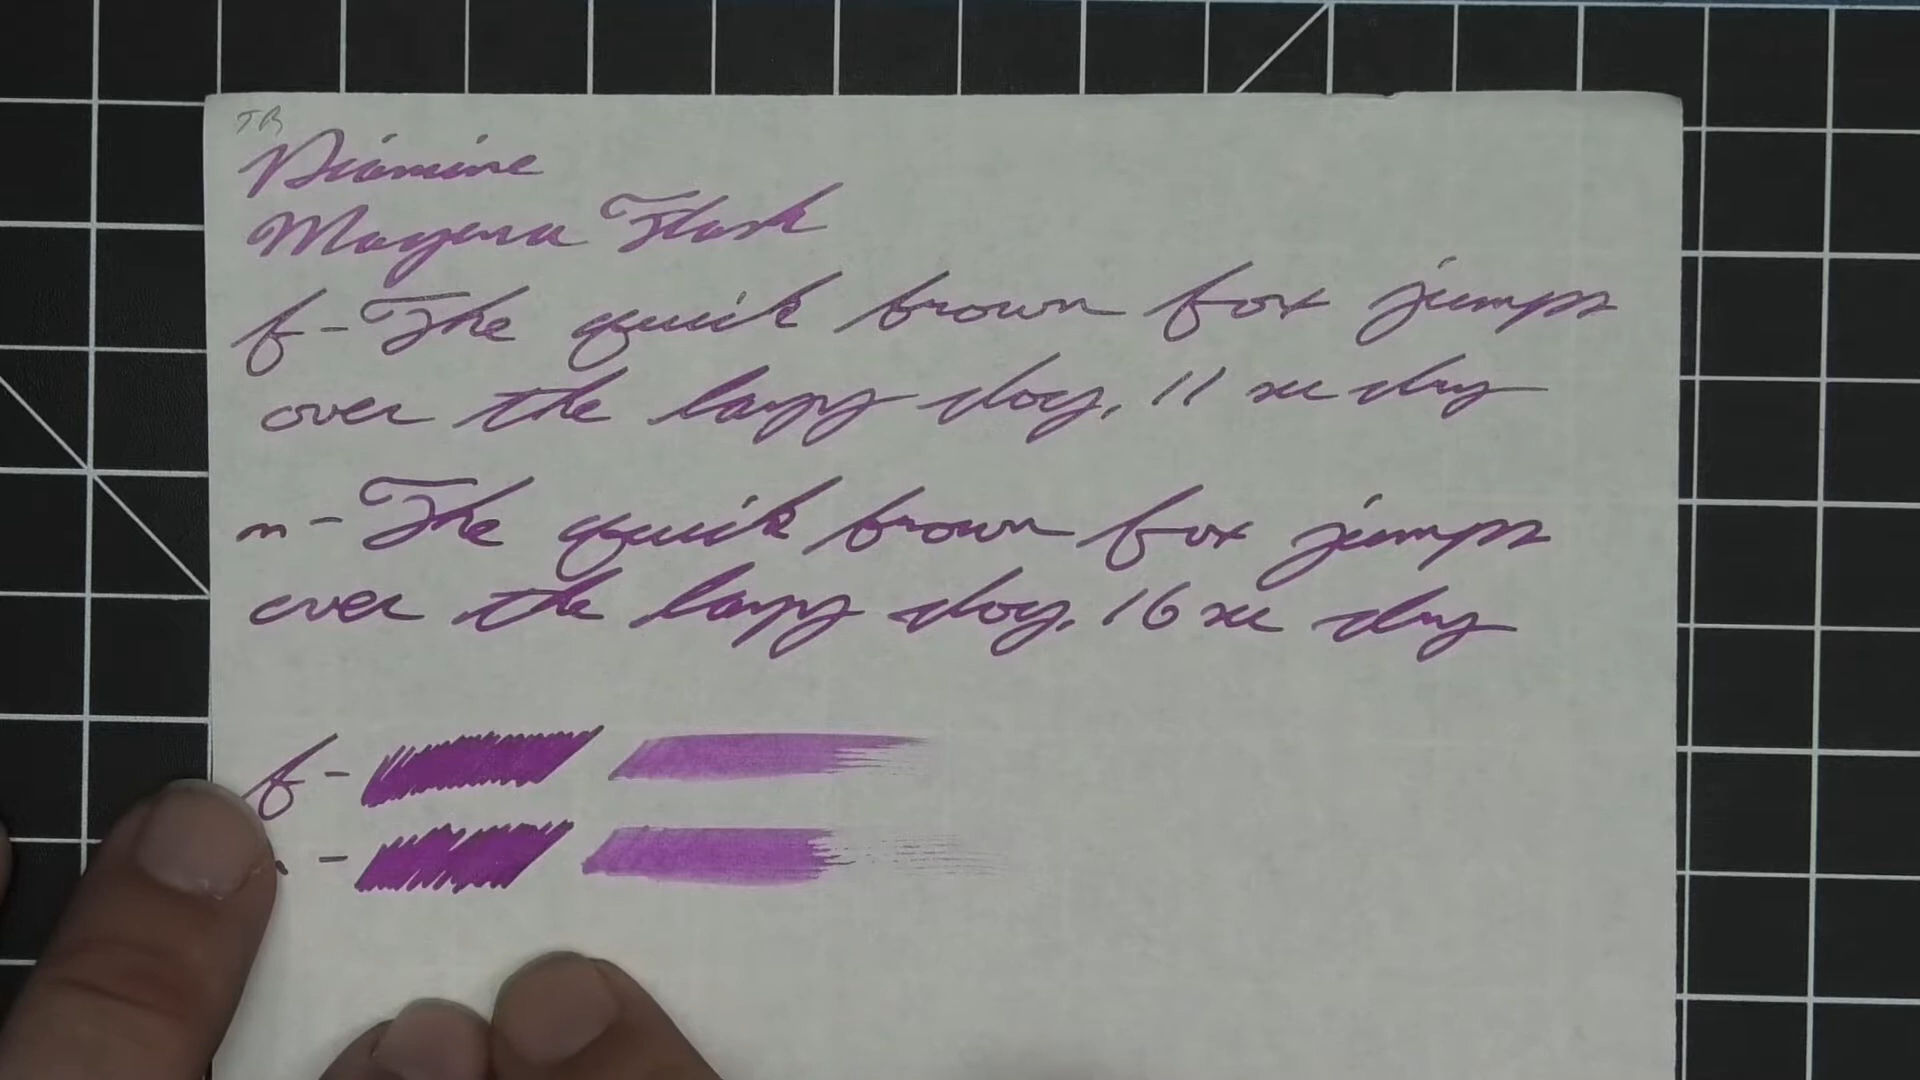 TR
Diamine
Magenta Flash
f - The quick brown fox jumps
over the lazy dog, 11 sec dry
m - The quick brown fox jumps
over the lazy dog, 16 sec dry
f -
-